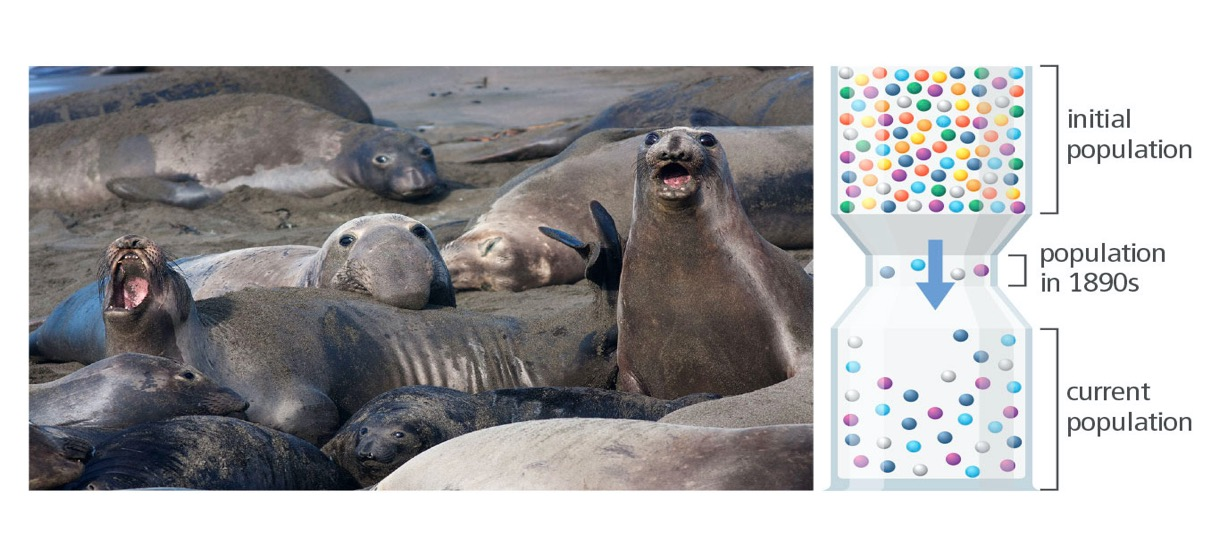 initial
population
population
in 1890s
current
population